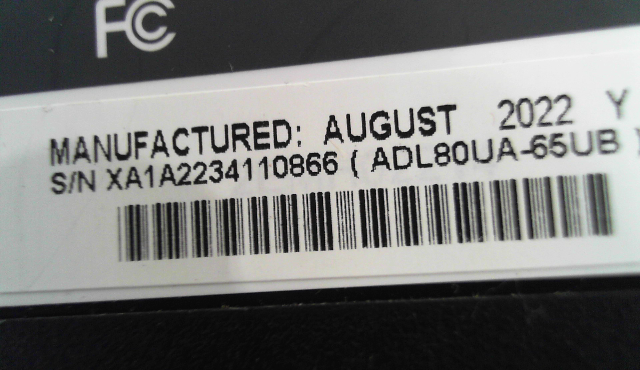 FC
MANUFACTURED: AUGUST 2022 Y
S/N XA1A2234110866 ( ADL80UA-65UB )